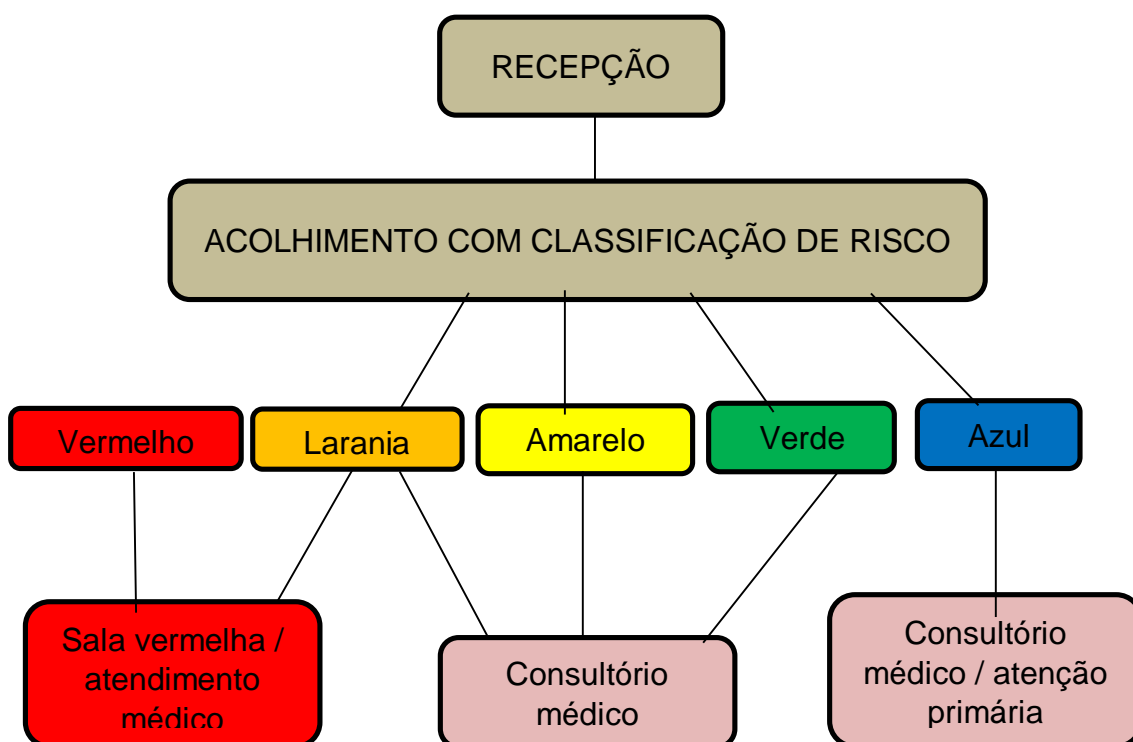 RECEPÇÃO
ACOLHIMENTO COM CLASSIFICAÇÃO DE RISCO
Vermelho
Laranja
Amarelo
Verde
Azul
Sala vermelha /
atendimento
médico
Consultório
médico
Consultório
médico / atenção
primária